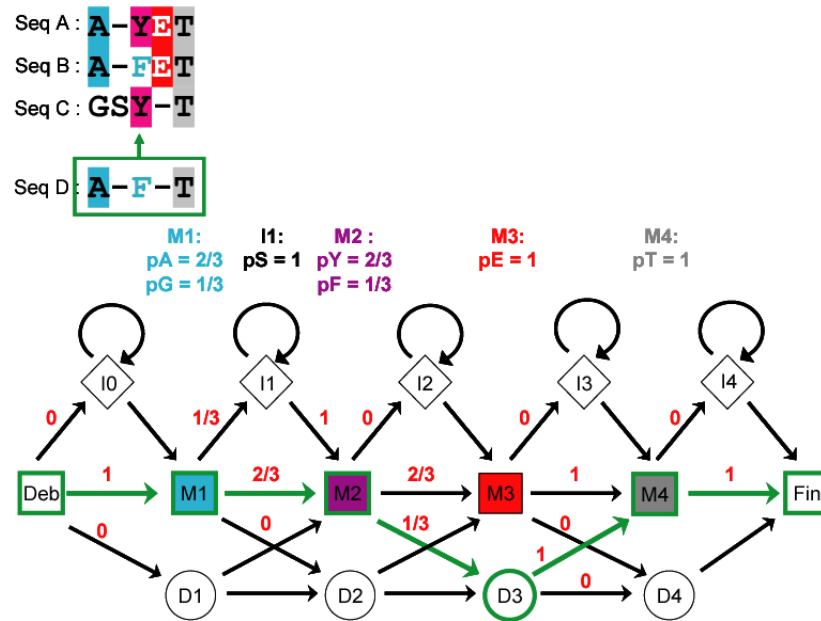 Seq A : A-YET
Seq B : A-FET
Seq C : GSY-T
Seq D : A-F-T
M1: I1: M2 : M3: M4:
pA = 2/3 pS = 1 pY = 2/3 pE = 1 pT = 1
pG = 1/3 pF = 1/3
I0 I1 I2 I3 I4
0 1/3 1 0 0 0
1 2/3 2/3 1 1
Deb M1 M2 M3 M4 Fin
0 0 1/3 0
1 0
D1 D2 D3 D4